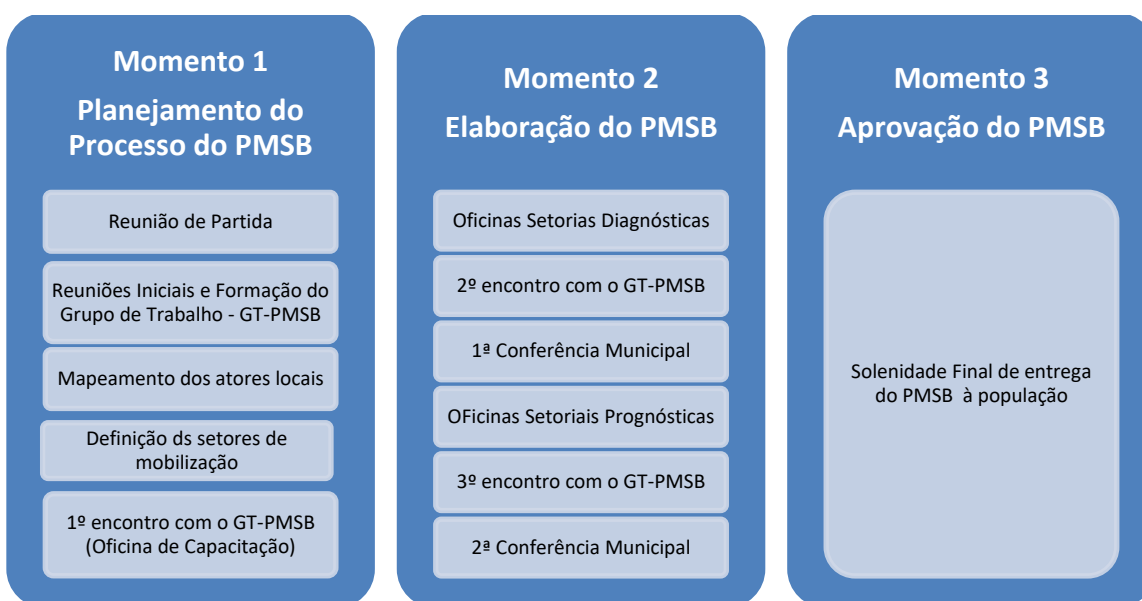 Momento 1
Planejamento do
Processo do PMSB
Reunião de Partida
Reuniões Iniciais e Formação do
Grupo de Trabalho - GT-PMSB
Mapeamento dos atores locais
Definição ds setores de
mobilização
1º encontro com o GT-PMSB
(Oficina de Capacitação)
Momento 2
Elaboração do PMSB
Oficinas Setorias Diagnósticas
2º encontro com o GT-PMSB
1ª Conferência Municipal
OFicinas Setoriais Prognósticas
3º encontro com o GT-PMSB
2ª Conferência Municipal
Momento 3
Aprovação do PMSB
Solenidade Final de entrega
do PMSB à população